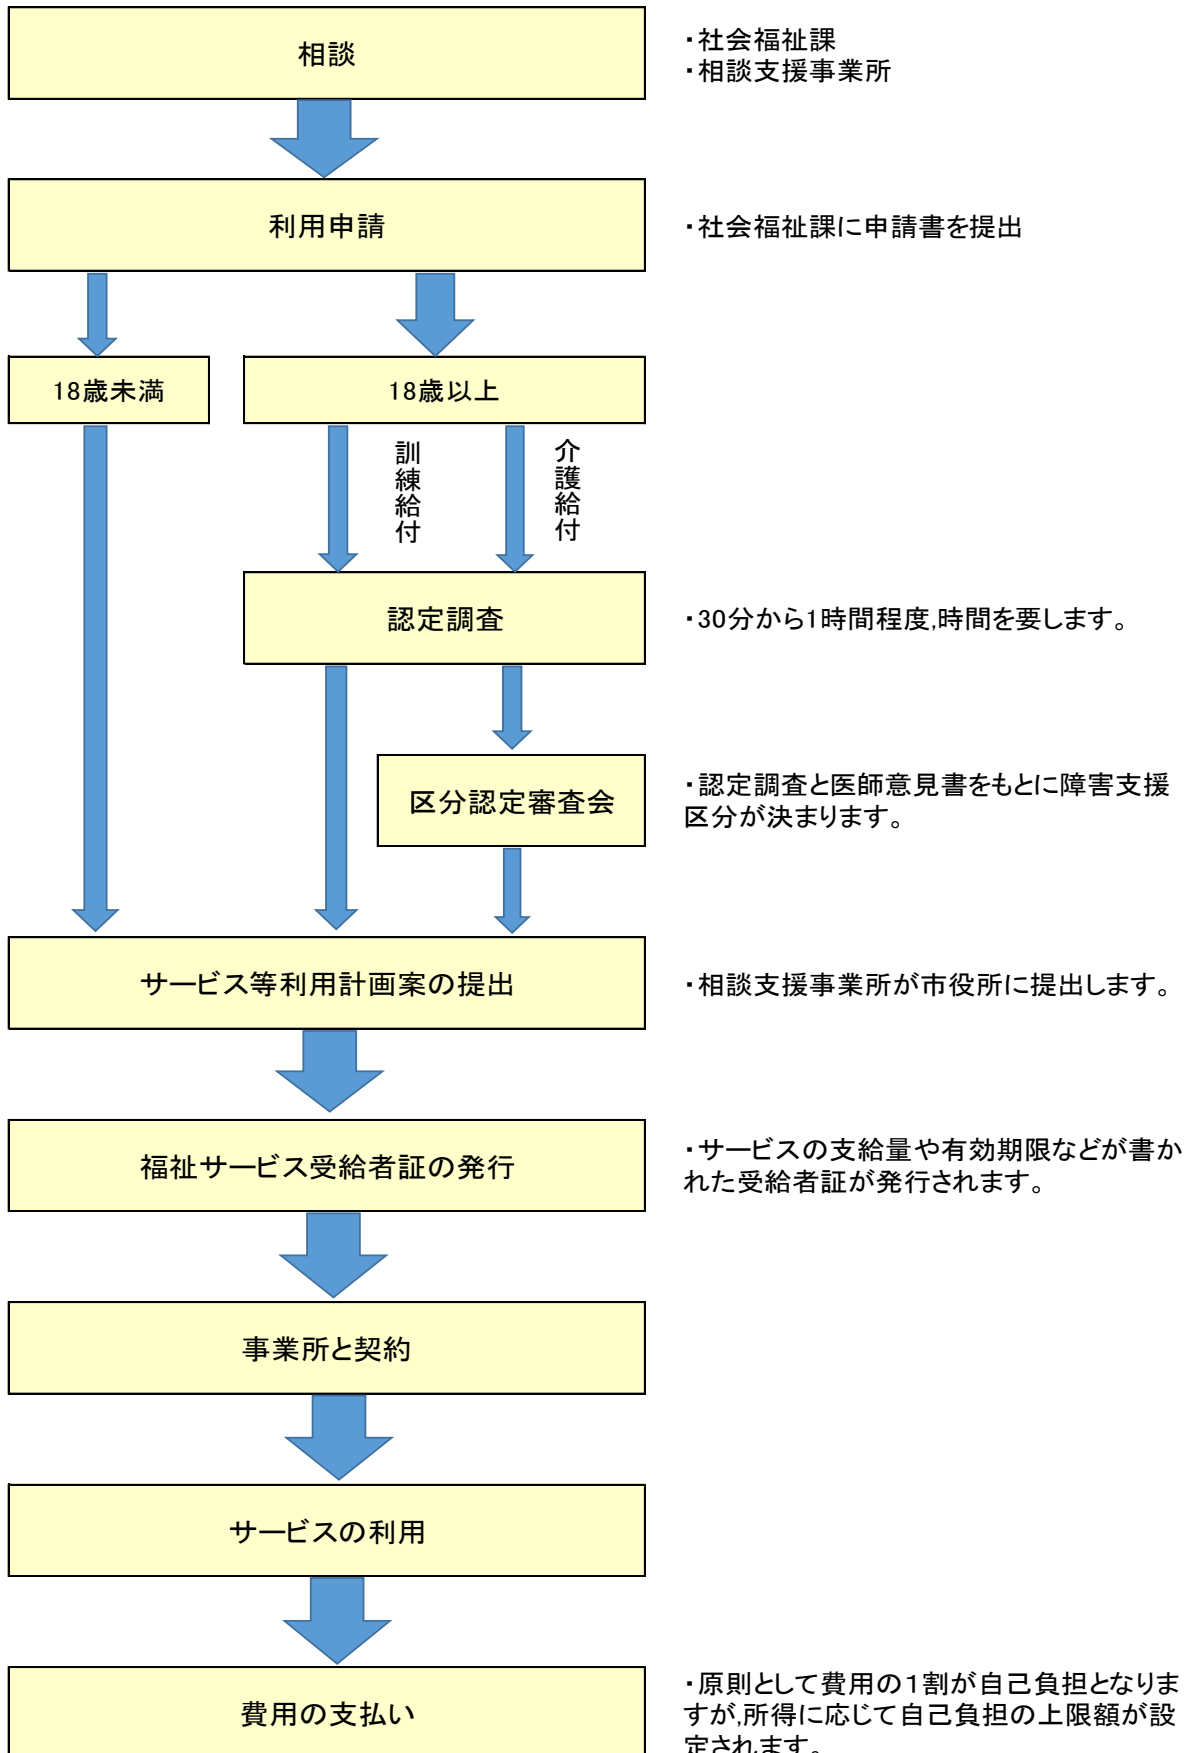 相談
・社会福祉課
・相談支援事業所
利用申請
・社会福祉課に申請書を提出
18歳未満
18歳以上
訓練給付
介護給付
認定調査
・30分から1時間程度,時間を要します。
区分認定審査会
・認定調査と医師意見書をもとに障害支援
区分が決まります。
サービス等利用計画案の提出
・相談支援事業所が市役所に提出します。
福祉サービス受給者証の発行
・サービスの支給量や有効期限などが書か
れた受給者証が発行されます。
事業所と契約
サービスの利用
費用の支払い
・原則として費用の１割が自己負担となりま
すが,所得に応じて自己負担の上限額が設
定されます。